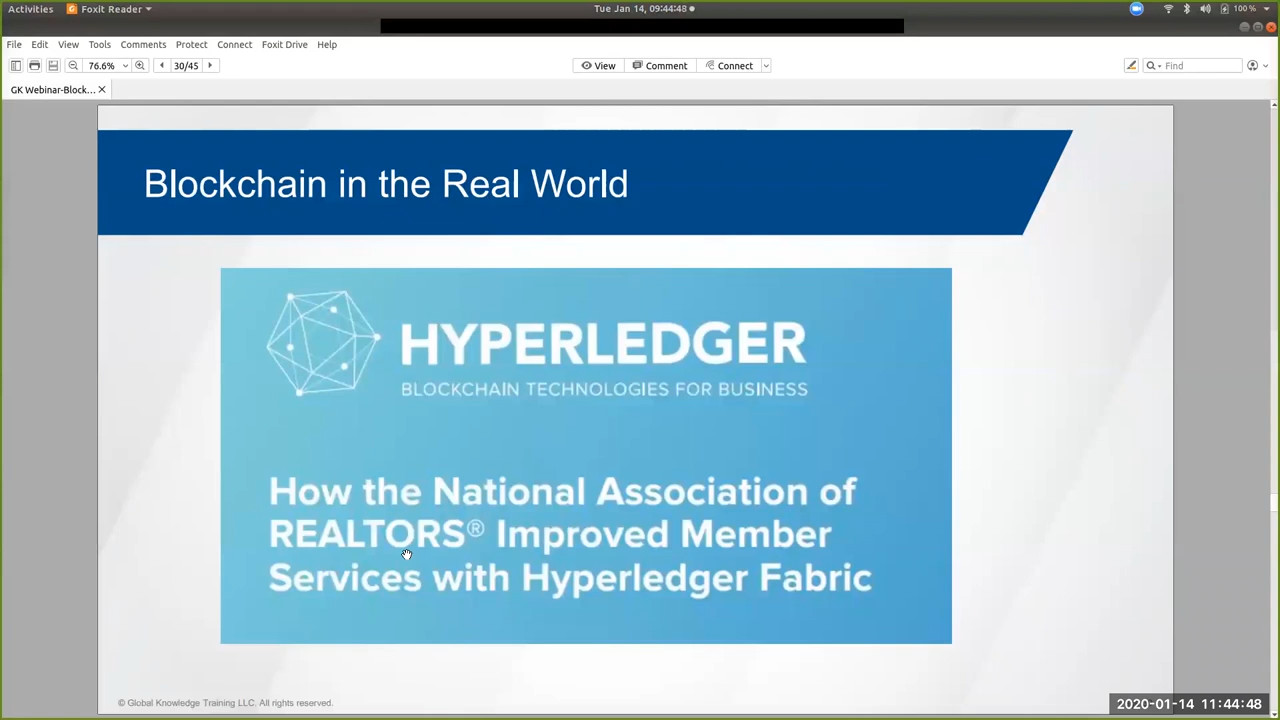 Activities Foxit Reader Tue Jan 14, 09:44:48 100 %
File Edit View Tools Comments Protect Connect Foxit Drive Help
76.6% 30/45 View Comment Connect Find
GK Webinar-Block...
Blockchain in the Real World
HYPERLEDGER
BLOCKCHAIN TECHNOLOGIES FOR BUSINESS
How the National Association of
REALTORS® Improved Member
Services with Hyperledger Fabric
© Global Knowledge Training LLC. All rights reserved.
2020-01-14 11:44:48